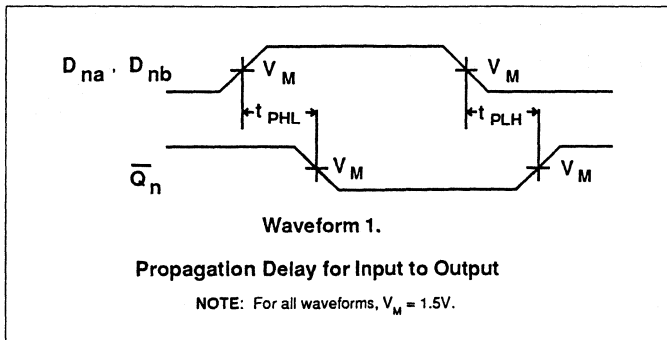 D na , D nb
V M
V M
t PHL
t PLH
Q̅ n
V M
V M
Waveform 1.
Propagation Delay for Input to Output
NOTE: For all waveforms, V M = 1.5V.